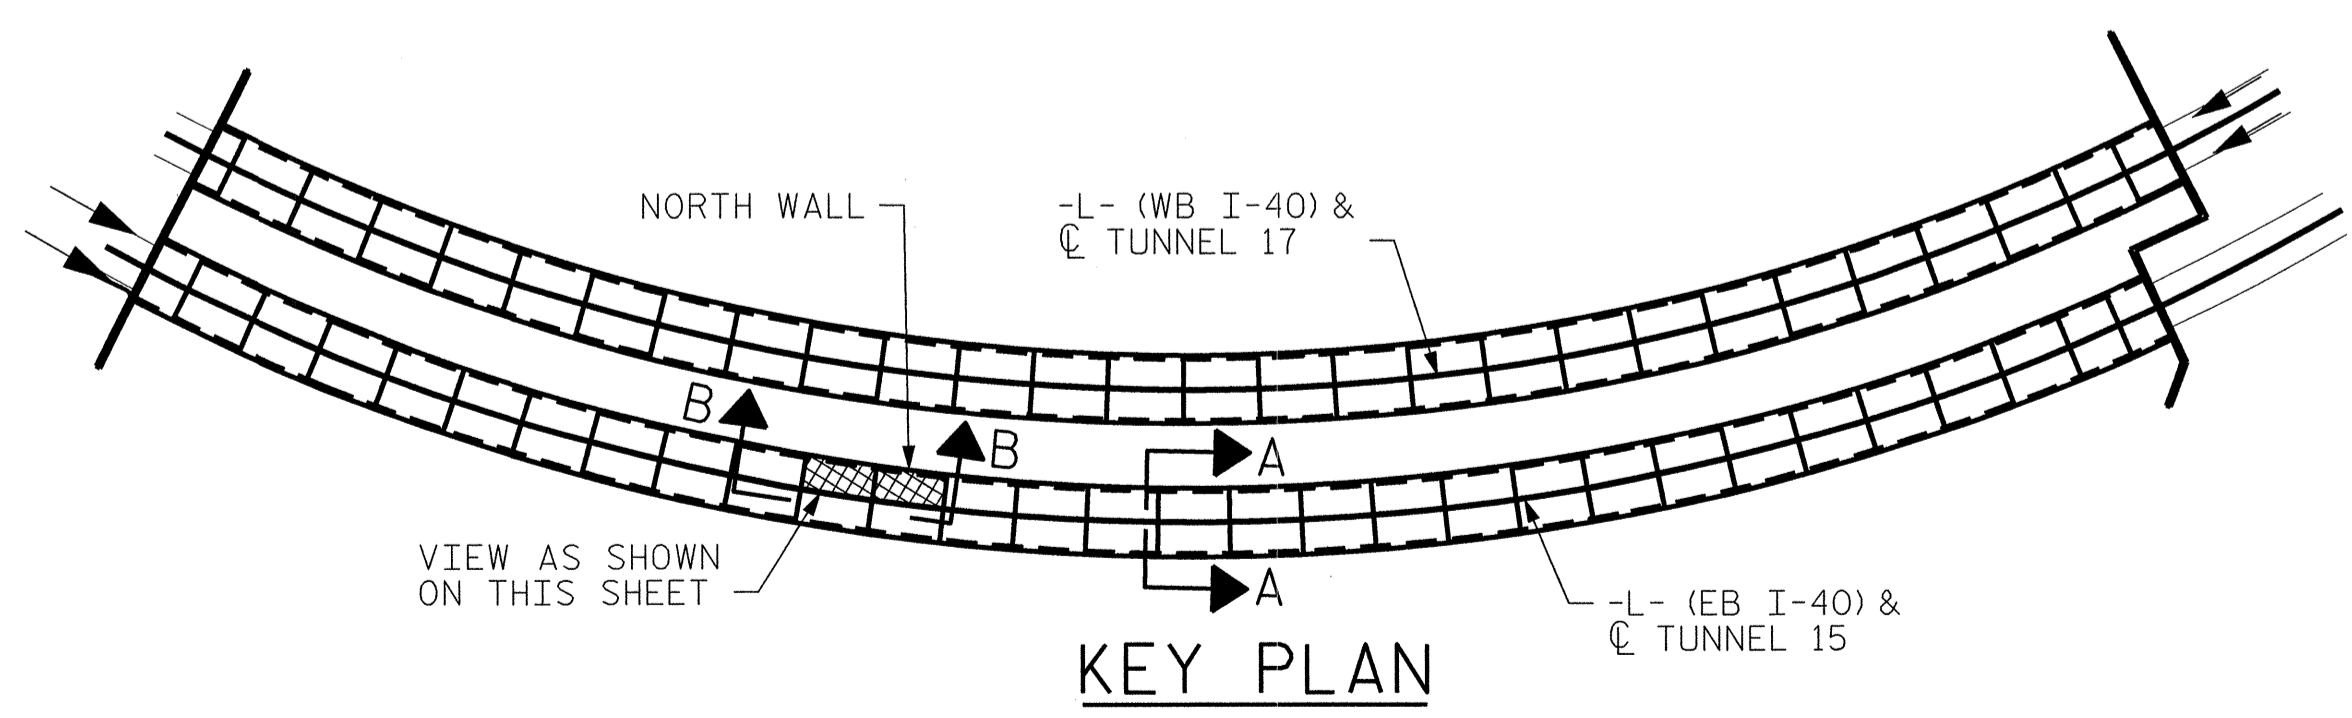 NORTH WALL
-L- (WB I-40) &
℄ TUNNEL 17
B
B
A
VIEW AS SHOWN
ON THIS SHEET
A
-L- (EB I-40) &
℄ TUNNEL 15
KEY PLAN